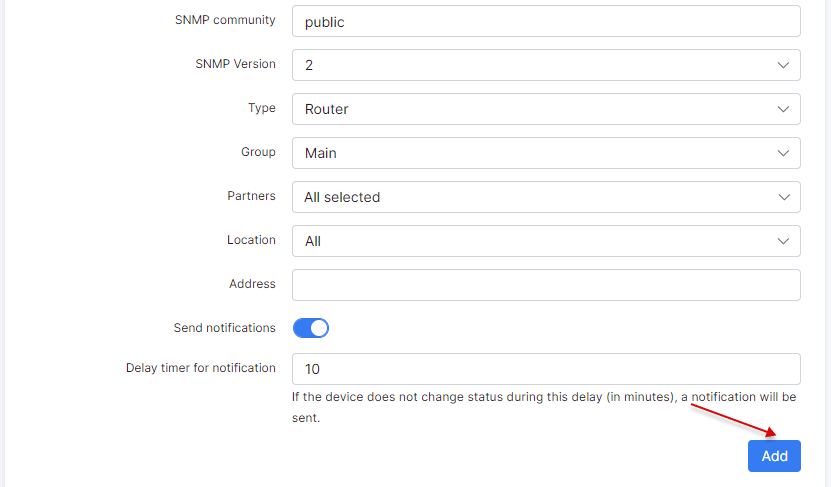 SNMP community public
SNMP Version 2
Type Router
Group Main
Partners All selected
Location All
Address
Send notifications
Delay timer for notification 10
If the device does not change status during this delay (in minutes), a notification will be
sent.
Add